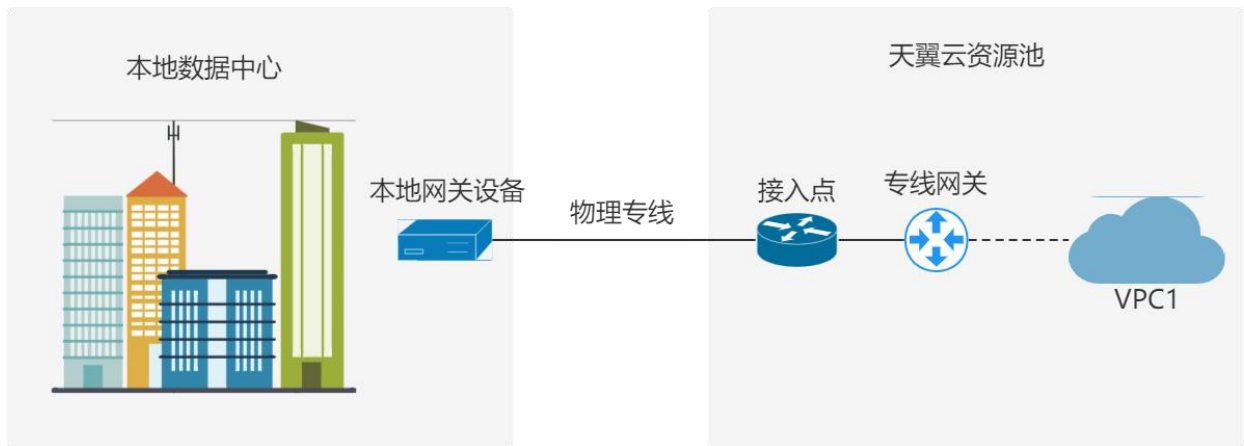 本地数据中心
天翼云资源池
本地网关设备
物理专线
接入点
专线网关
VPC1